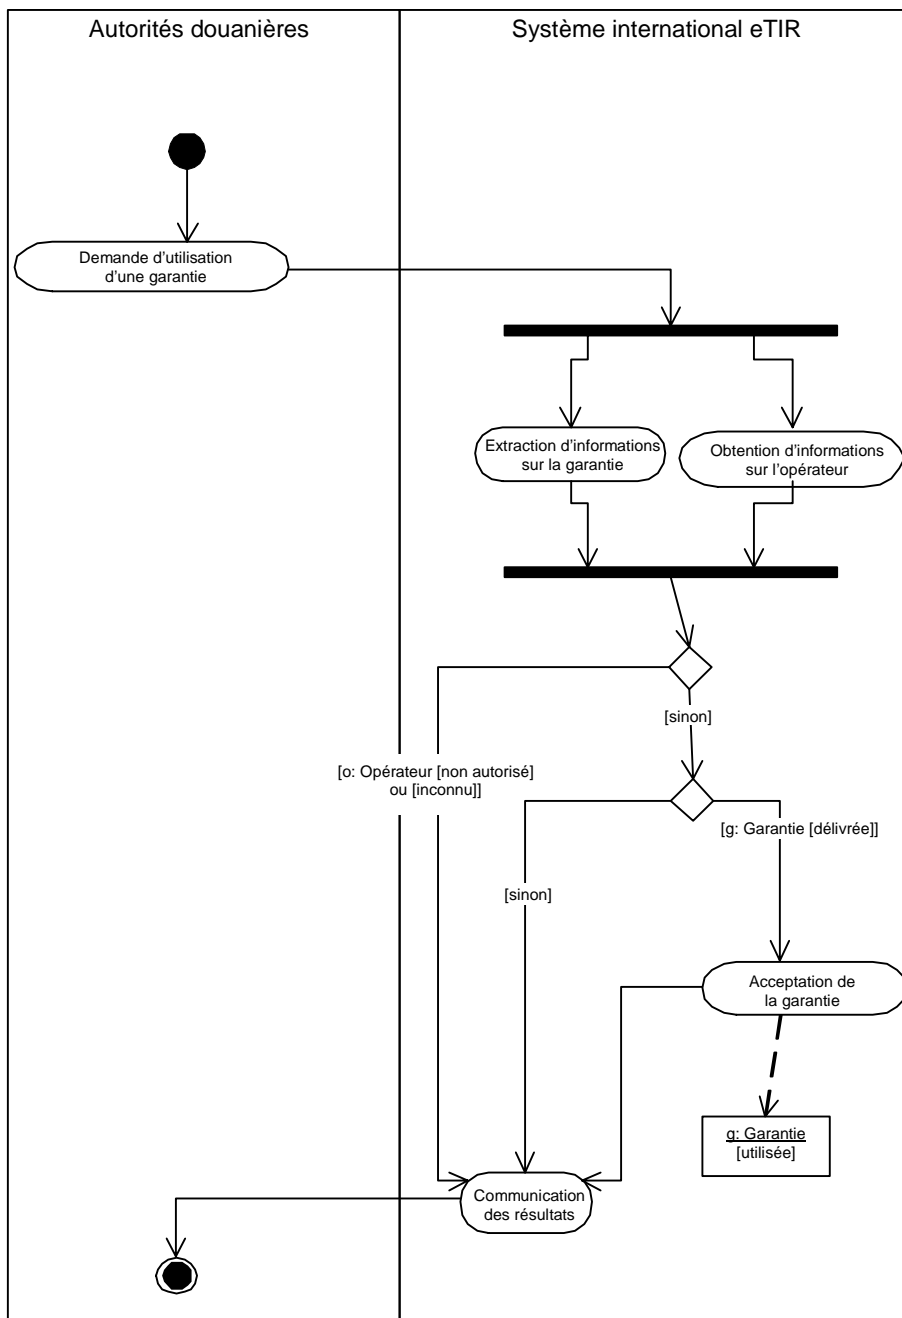 Autorités douanières
Système international eTIR
Demande d'utilisation
d'une garantie
Extraction d'informations
sur la garantie
Obtention d'informations
sur l'opérateur
[sinon]
[o: Opérateur [non autorisé]
ou [inconnu]]
[g: Garantie [délivrée]]
[sinon]
Acceptation de
la garantie
g: Garantie
[utilisée]
Communication
des résultats